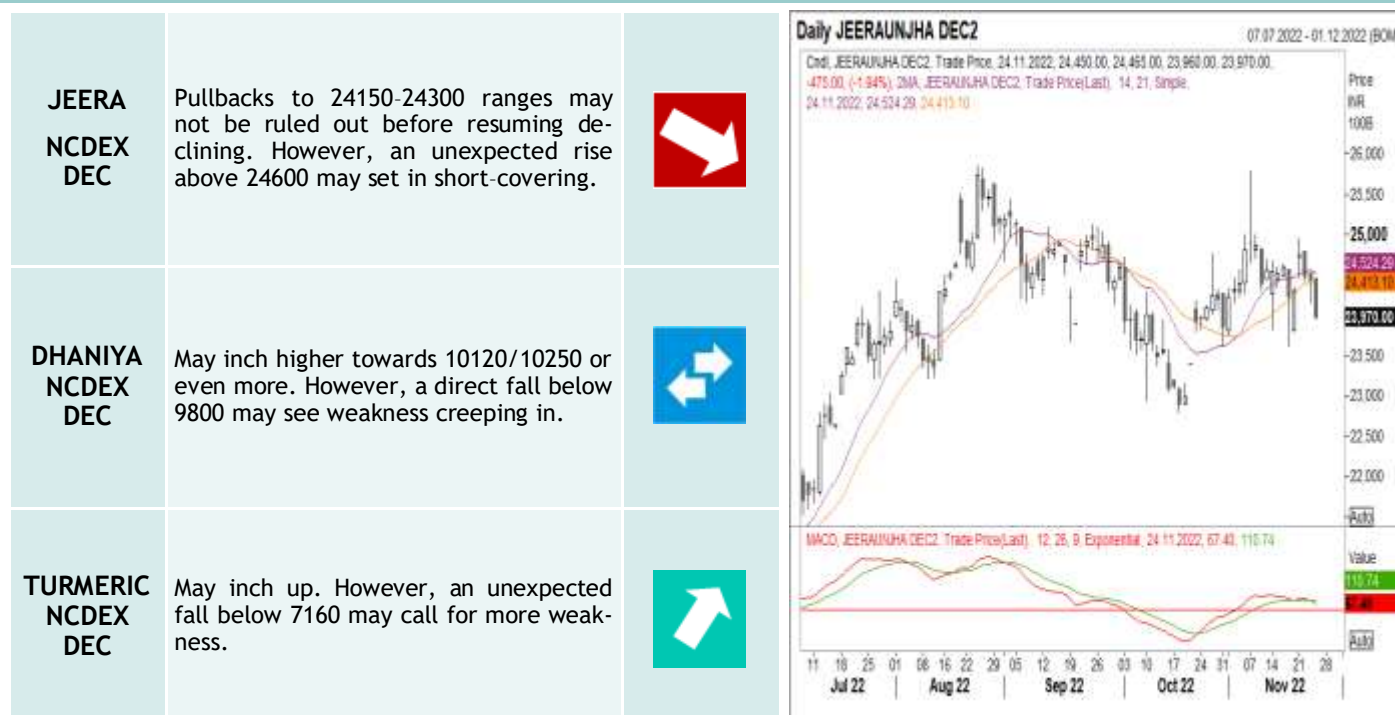 JEERA
NCDEX
DEC
Pullbacks to 24150-24300 ranges may
not be ruled out before resuming de-
clining. However, an unexpected rise
above 24600 may set in short-covering.
DHANIYA
NCDEX
DEC
May inch higher towards 10120/10250 or
even more. However, a direct fall below
9800 may see weakness creeping in.
TURMERIC
NCDEX
DEC
May inch up. However, an unexpected
fall below 7160 may call for more weak-
ness.
Daily JEERAUNJHA DEC2
07.07.2022 - 01.12.2022 (BOM
Cndl, JEERAUNJHA DEC2, Trade Price, 24.11.2022, 24,450.00, 24,465.00, 23,960.00, 23,970.00,
-475.00, (-1.94%), 2MA, JEERAUNJHA DEC2, Trade Price(Last), 14, 21, Simple,
24.11.2022, 24,524.29, 24,413.10
Price
INR
100B
26,000
25,500
25,000
24,524.29
24,413.10
23,970.00
23,500
23,000
22,500
22,000
Auto
MACD, JEERAUNJHA DEC2, Trade Price(Last), 12, 26, 9, Exponential, 24.11.2022, 67.40, 110.74
Value
110.74
67.40
Auto
11 18 25 01 08 16 22 29 05 12 19 26 03 10 17 24 31 07 14 21 28
Jul 22 Aug 22 Sep 22 Oct 22 Nov 22